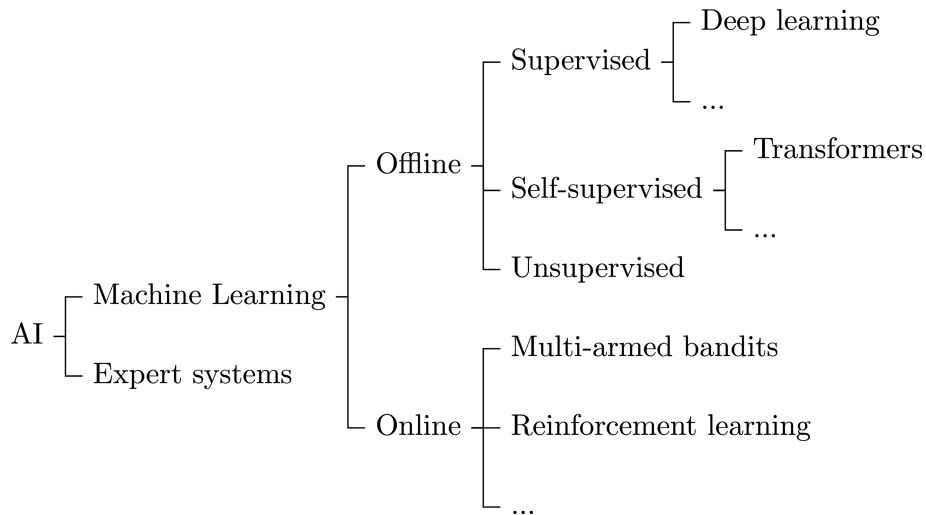 Deep learning
Supervised
...
Transformers
Offline
Self-supervised
...
Unsupervised
Machine Learning
AI
Multi-armed bandits
Expert systems
Online
Reinforcement learning
...